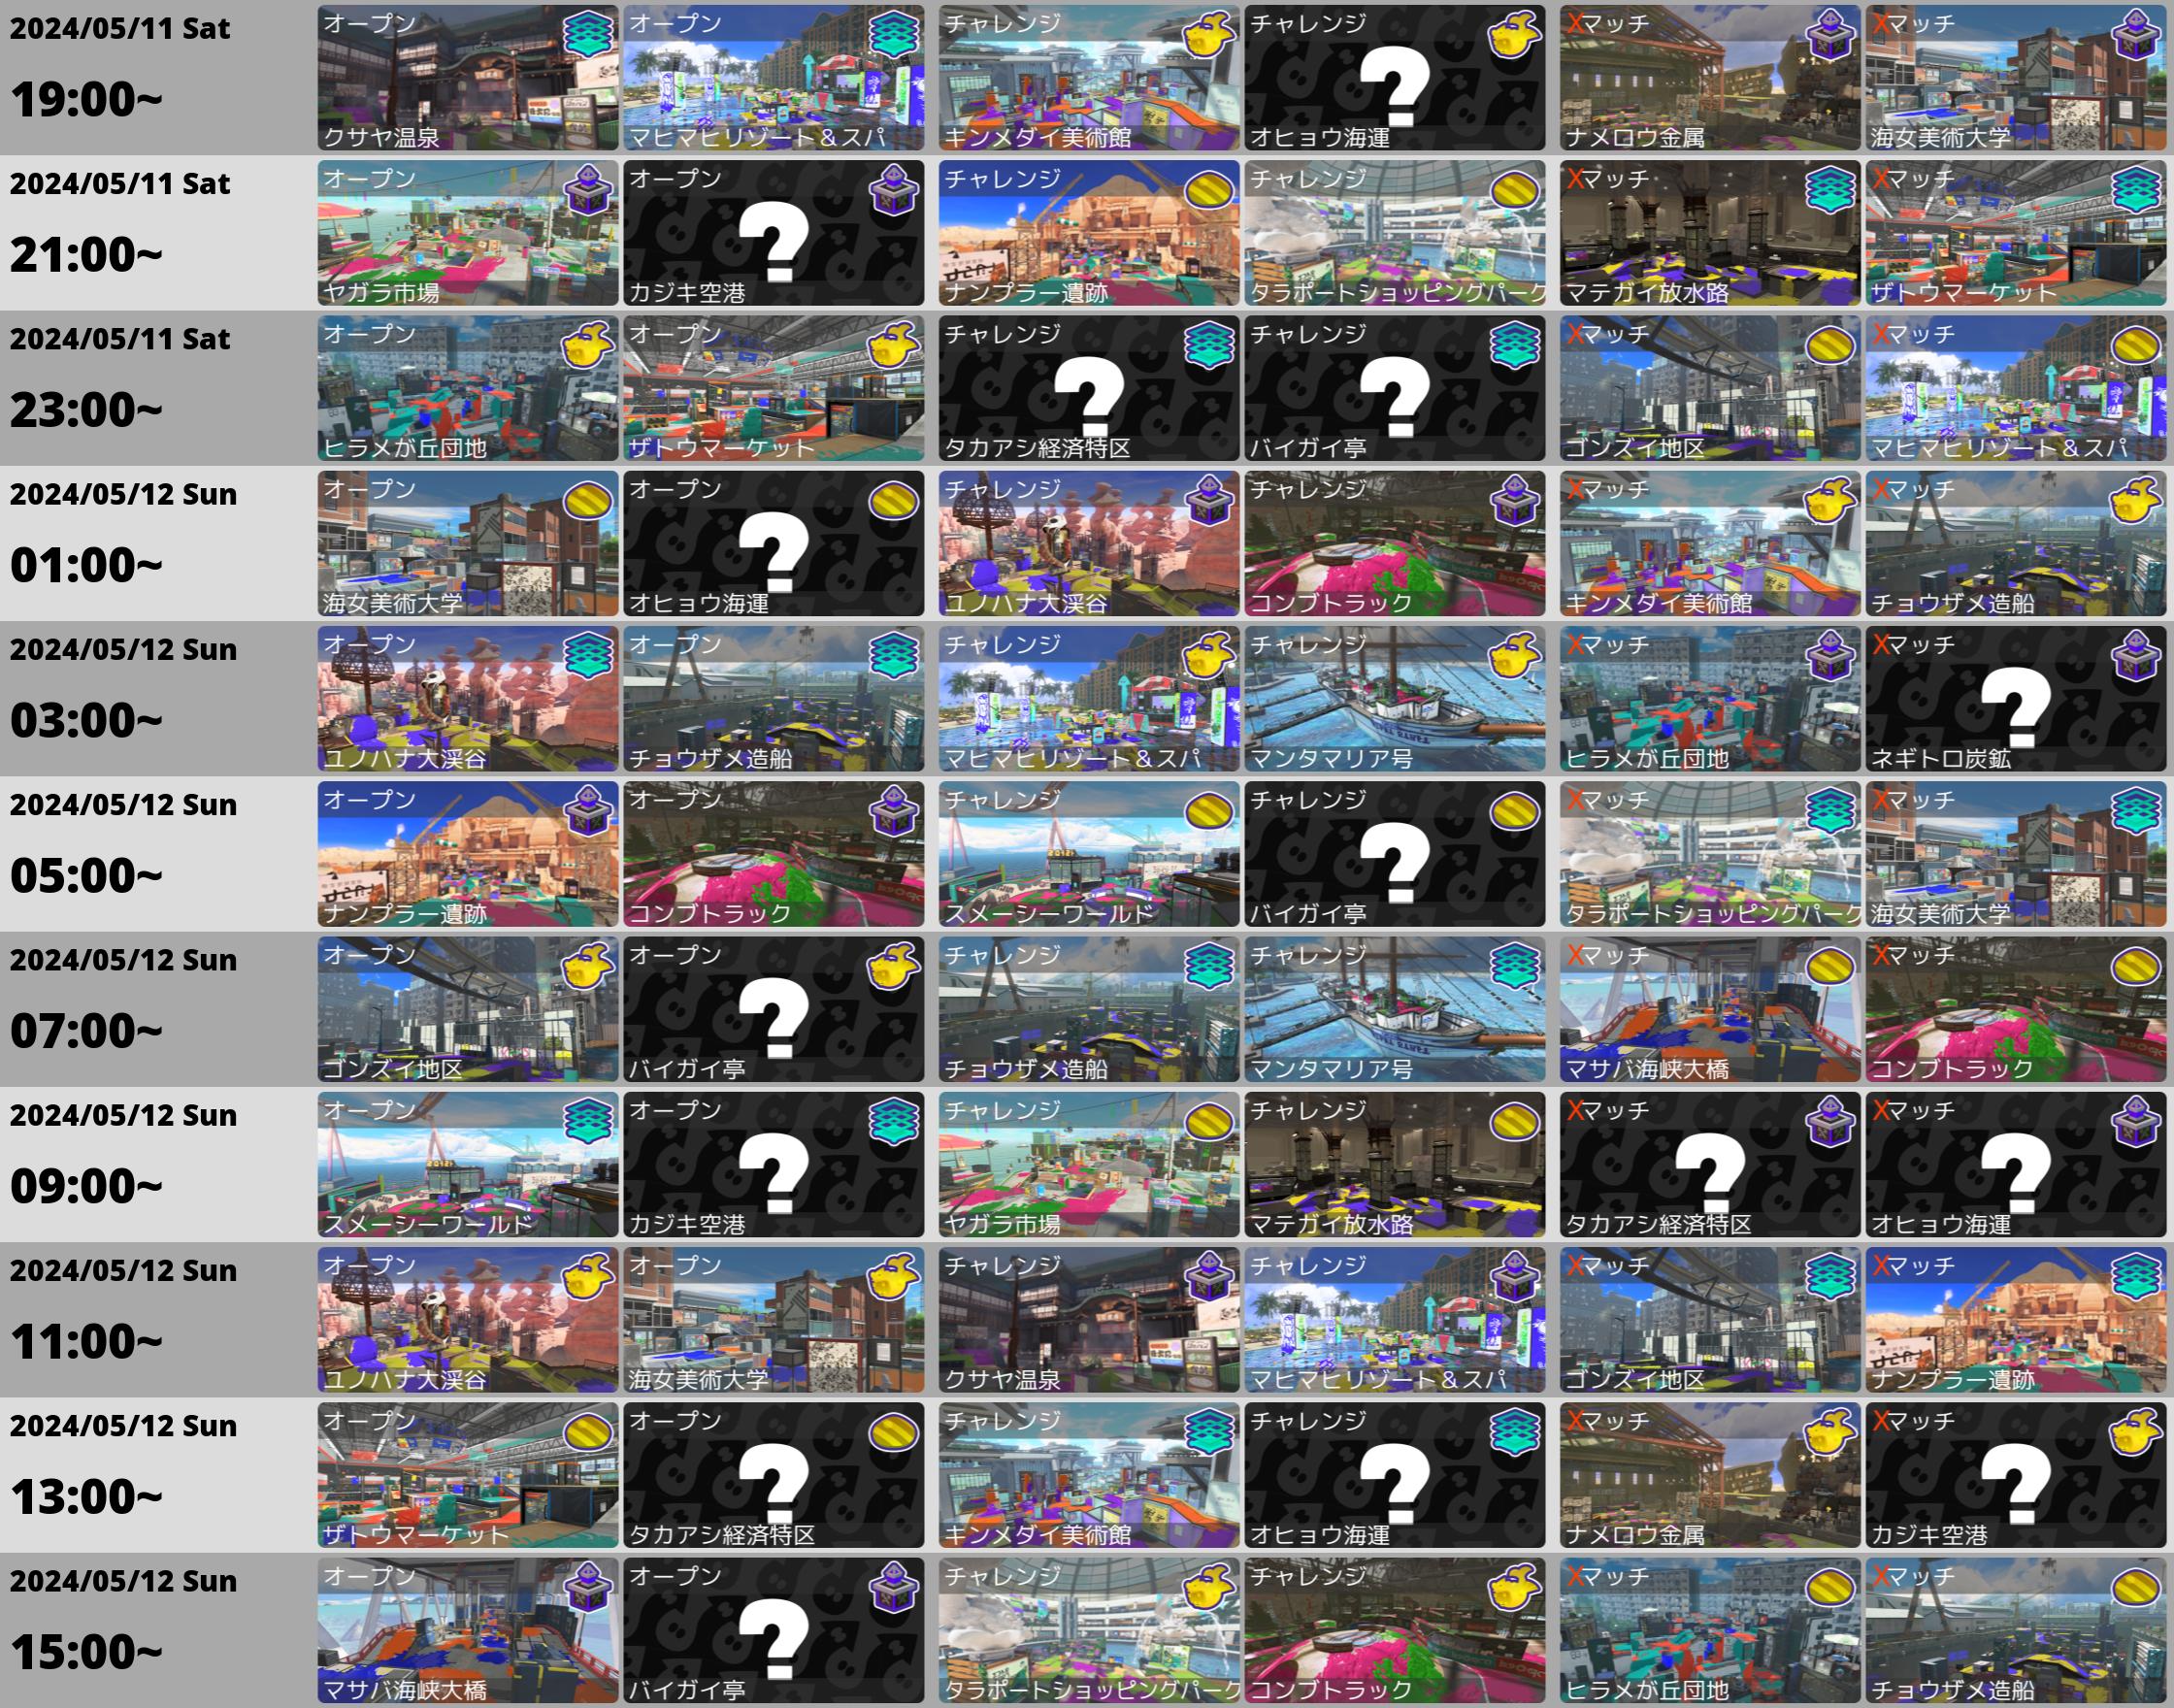 2024/05/11 Sat
19:00~
オープン
クサヤ温泉
オープン
マヒマヒリゾート＆スパ
チャレンジ
キンメダイ美術館
チャレンジ
オヒョウ海運
Xマッチ
ナメロウ金属
Xマッチ
海女美術大学
2024/05/11 Sat
21:00~
オープン
ヤガラ市場
オープン
カジキ空港
チャレンジ
ナンプラー遺跡
チャレンジ
タラポートショッピングパーク
Xマッチ
マテガイ放水路
Xマッチ
ザトウマーケット
2024/05/11 Sat
23:00~
オープン
ヒラメが丘団地
オープン
ザトウマーケット
チャレンジ
タカアシ経済特区
チャレンジ
バイガイ亭
Xマッチ
ゴンズイ地区
Xマッチ
マヒマヒリゾート＆スパ
2024/05/12 Sun
01:00~
オープン
海女美術大学
オープン
オヒョウ海運
チャレンジ
ユノハナ大渓谷
チャレンジ
コンブトラック
Xマッチ
キンメダイ美術館
Xマッチ
チョウザメ造船
2024/05/12 Sun
03:00~
オープン
ユノハナ大渓谷
オープン
チョウザメ造船
チャレンジ
マヒマヒリゾート＆スパ
チャレンジ
マンタマリア号
Xマッチ
ヒラメが丘団地
Xマッチ
ネギトロ炭鉱
2024/05/12 Sun
05:00~
オープン
ナンプラー遺跡
オープン
コンブトラック
チャレンジ
スメーシーワールド
チャレンジ
バイガイ亭
Xマッチ
タラポートショッピングパーク
Xマッチ
海女美術大学
2024/05/12 Sun
07:00~
オープン
ゴンズイ地区
オープン
バイガイ亭
チャレンジ
チョウザメ造船
チャレンジ
マンタマリア号
Xマッチ
マサバ海峡大橋
Xマッチ
コンブトラック
2024/05/12 Sun
09:00~
オープン
スメーシーワールド
オープン
カジキ空港
チャレンジ
ヤガラ市場
チャレンジ
マテガイ放水路
Xマッチ
タカアシ経済特区
Xマッチ
オヒョウ海運
2024/05/12 Sun
11:00~
オープン
ユノハナ大渓谷
オープン
海女美術大学
チャレンジ
クサヤ温泉
チャレンジ
マヒマヒリゾート＆スパ
Xマッチ
ゴンズイ地区
Xマッチ
ナンプラー遺跡
2024/05/12 Sun
13:00~
オープン
ザトウマーケット
オープン
タカアシ経済特区
チャレンジ
キンメダイ美術館
チャレンジ
オヒョウ海運
Xマッチ
ナメロウ金属
Xマッチ
カジキ空港
2024/05/12 Sun
15:00~
オープン
マサバ海峡大橋
オープン
バイガイ亭
チャレンジ
タラポートショッピングパーク
チャレンジ
コンブトラック
Xマッチ
ヒラメが丘団地
Xマッチ
チョウザメ造船